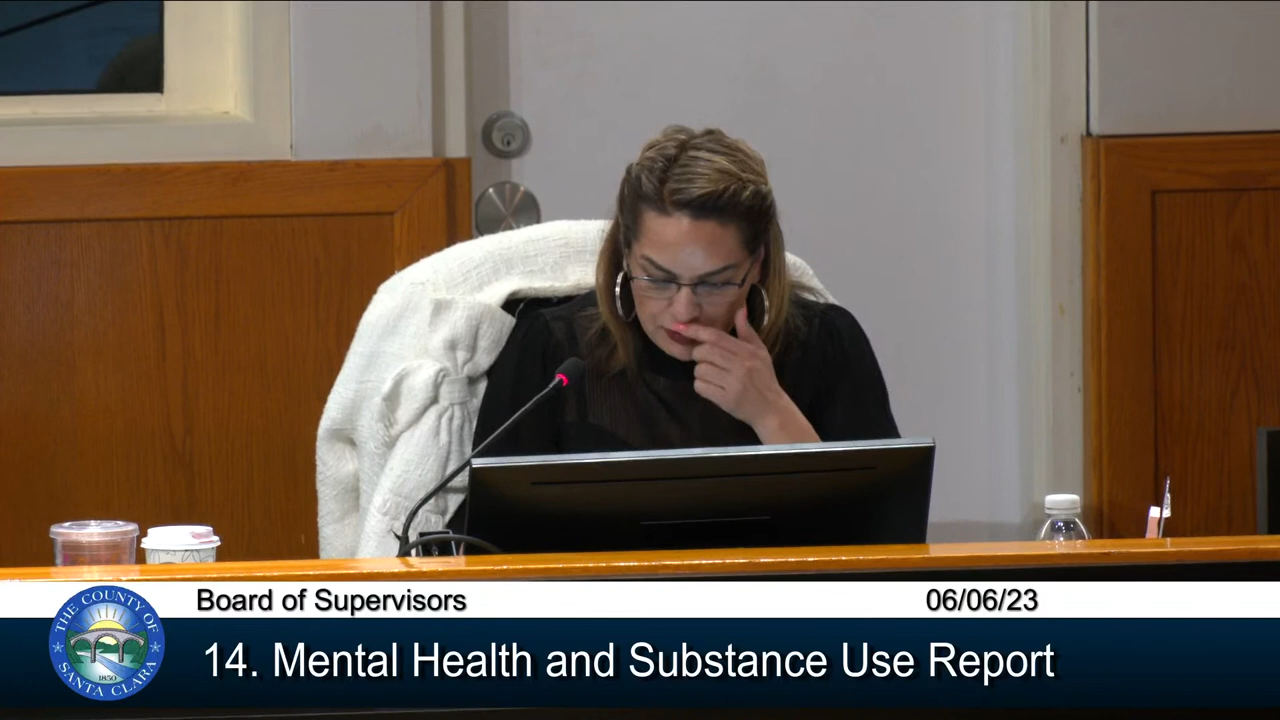 Board of Supervisors
06/06/23
THE COUNTY OF
SANTA CLARA
1850
14. Mental Health and Substance Use Report